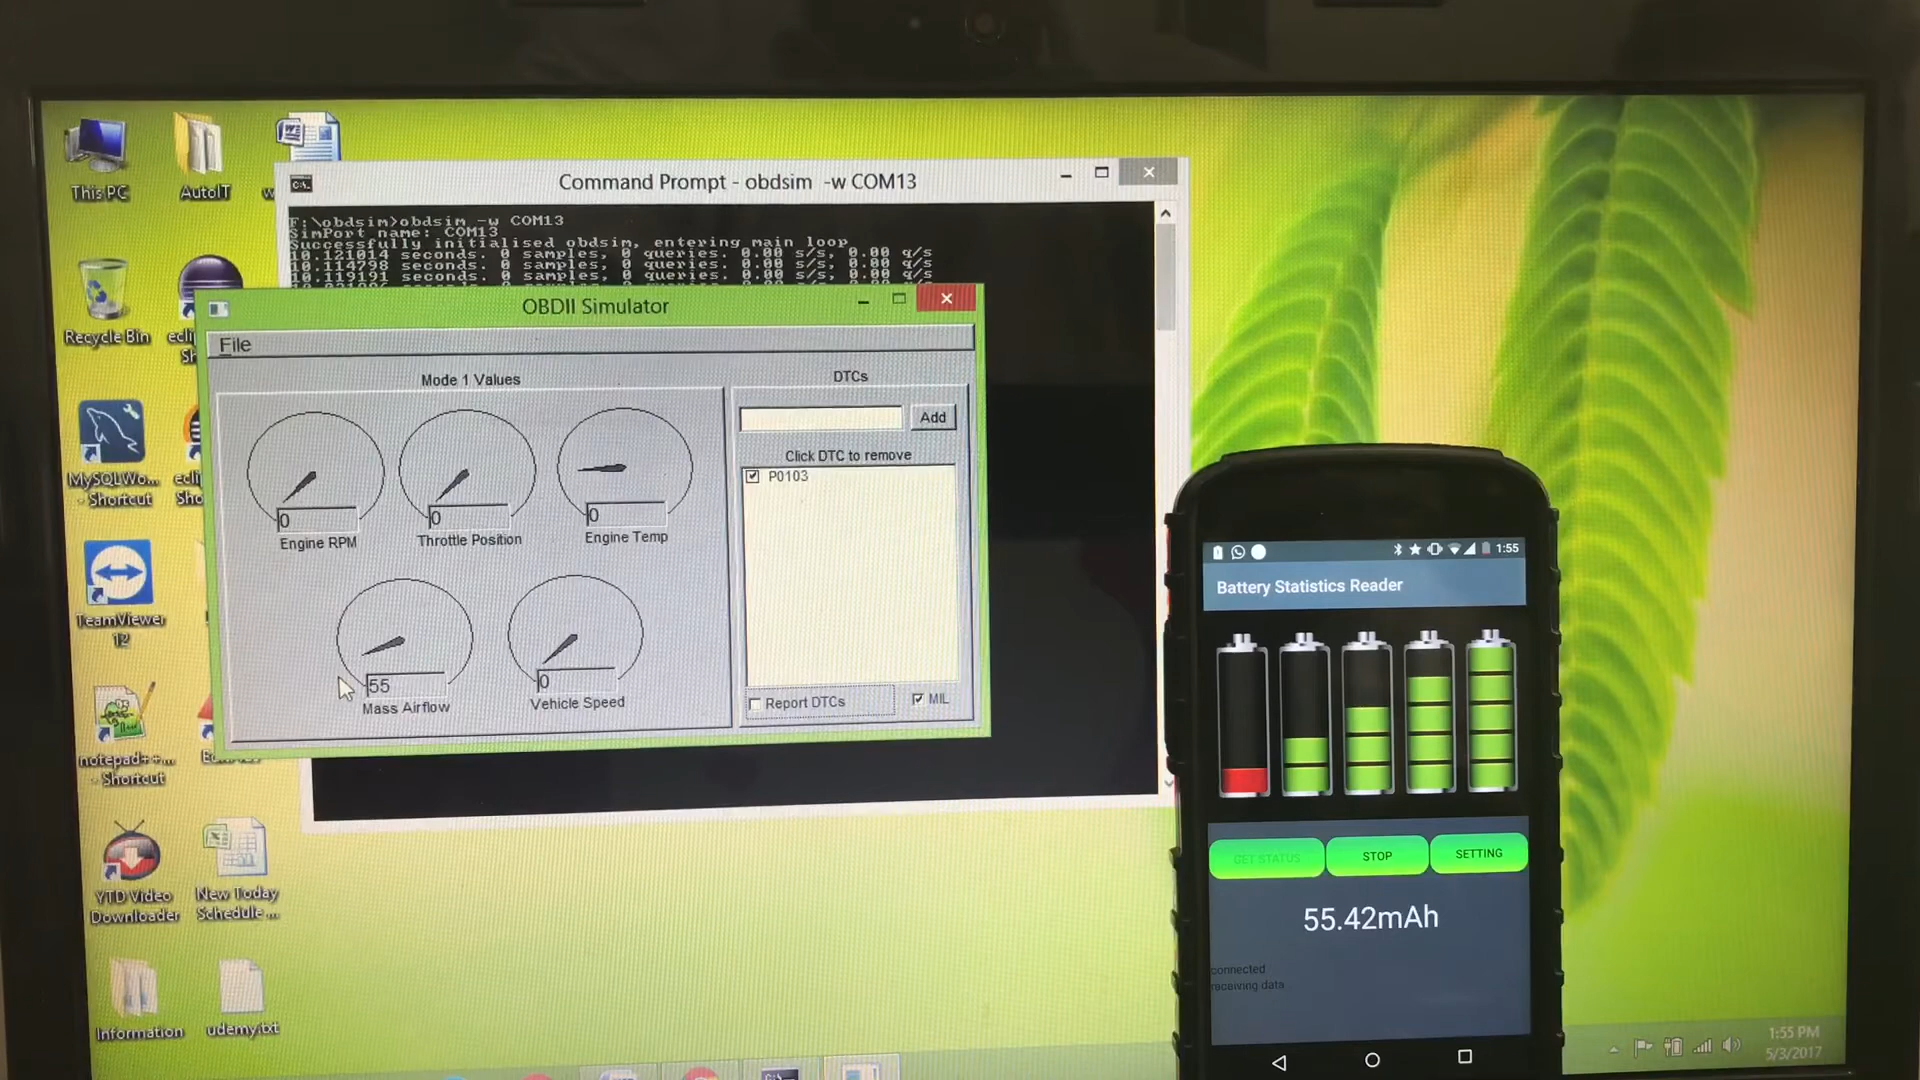 This PC
AutoIT
Command Prompt - obdsim -w COM13
F:\obdsim>obdsim -w COM13
SimPort name: COM13
Successfully initialised obdsim, entering main loop
10.121014 seconds. 0 samples, 0 queries. 0.00 s/s, 0.00 q/s
10.114798 seconds. 0 samples, 0 queries. 0.00 s/s, 0.00 q/s
10.119191 seconds. 0 samples, 0 queries. 0.00 s/s, 0.00 q/s
Recycle Bin
OBDII Simulator
File
Mode 1 Values
DTCs
Add
Click DTC to remove
P0103
0
Engine RPM
0
Throttle Position
0
Engine Temp
55
Mass Airflow
0
Vehicle Speed
Report DTCs
MIL
MySQLWo...
- Shortcut
TeamViewer
12
notepad++...
- Shortcut
YTD Video
Downloader
New Today
Schedule ...
Information
udemy.txt
1:55
Battery Statistics Reader
GET STATUS
STOP
SETTING
55.42mAh
connected
receiving data
1:55 PM
5/3/2017